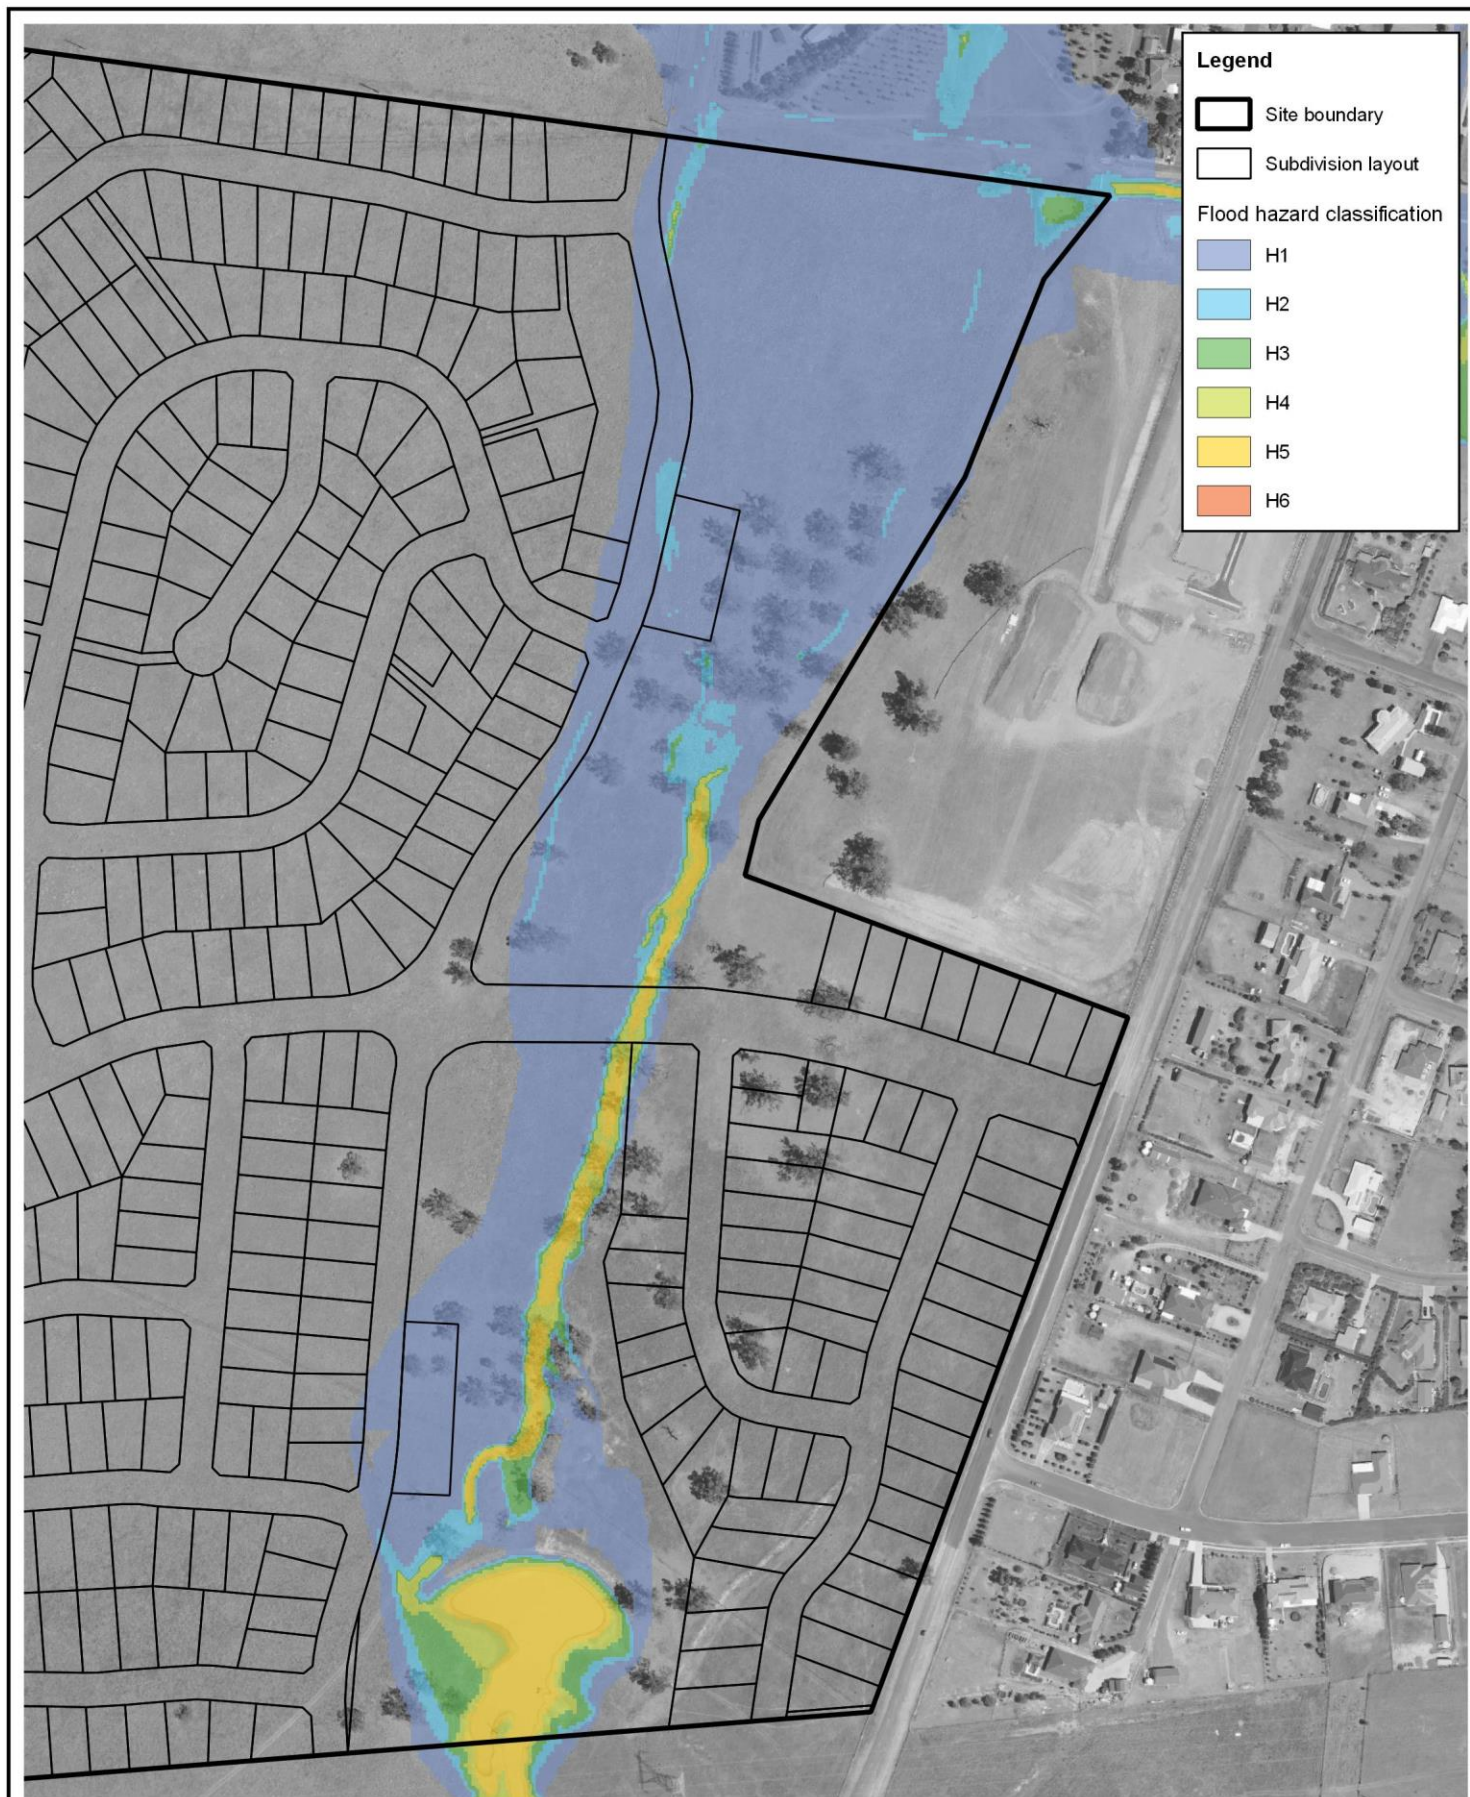 Legend
Site boundary
Subdivision layout
Flood hazard classification
H1
H2
H3
H4
H5
H6